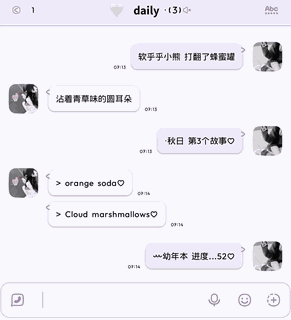 1
daily ·(3)
Abc
软乎乎小熊 打翻了蜂蜜罐
07:13
沾着青草味的圆耳朵
07:13
·秋日 第3个故事♡
07:13
> orange soda♡
07:14
> Cloud marshmallows♡
07:14
幼年本 进度...52♡
07:14